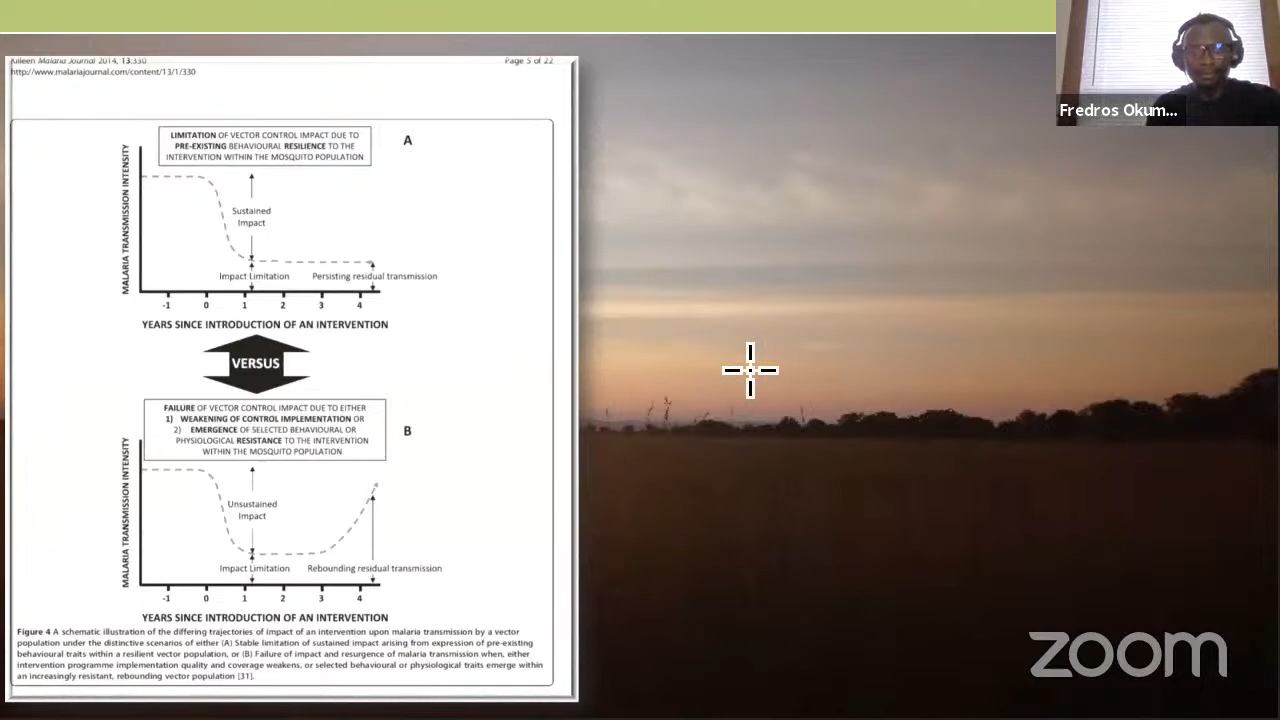 Killeen Malaria Journal 2014, 13:330
Page 5 of 22
http://www.malariajournal.com/content/13/1/330
Fredros Okum...
LIMITATION OF VECTOR CONTROL IMPACT DUE TO
PRE-EXISTING BEHAVIOURAL RESILIENCE TO THE
INTERVENTION WITHIN THE MOSQUITO POPULATION
A
MALARIA TRANSMISSION INTENSITY
Sustained
Impact
Impact Limitation
Persisting residual transmission
-1 0 1 2 3 4
YEARS SINCE INTRODUCTION OF AN INTERVENTION
VERSUS
FAILURE OF VECTOR CONTROL IMPACT DUE TO EITHER
1) WEAKENING OF CONTROL IMPLEMENTATION OR
2) EMERGENCE OF SELECTED BEHAVIOURAL OR
PHYSIOLOGICAL RESISTANCE TO THE INTERVENTION
WITHIN THE MOSQUITO POPULATION
B
MALARIA TRANSMISSION INTENSITY
Unsustained
Impact
Impact Limitation
Rebounding residual transmission
-1 0 1 2 3 4
YEARS SINCE INTRODUCTION OF AN INTERVENTION
Figure 4 A schematic illustration of the differing trajectories of impact of an intervention upon malaria transmission by a vector
population under the distinctive scenarios of either (A) Stable limitation of sustained impact arising from expression of pre-existing
behavioural traits within a resilient vector population, or (B) Failure of impact and resurgence of malaria transmission when, either
intervention programme implementation quality and coverage weakens, or selected behavioural or physiological traits emerge within
an increasingly resistant, rebounding vector population [31].
zoom